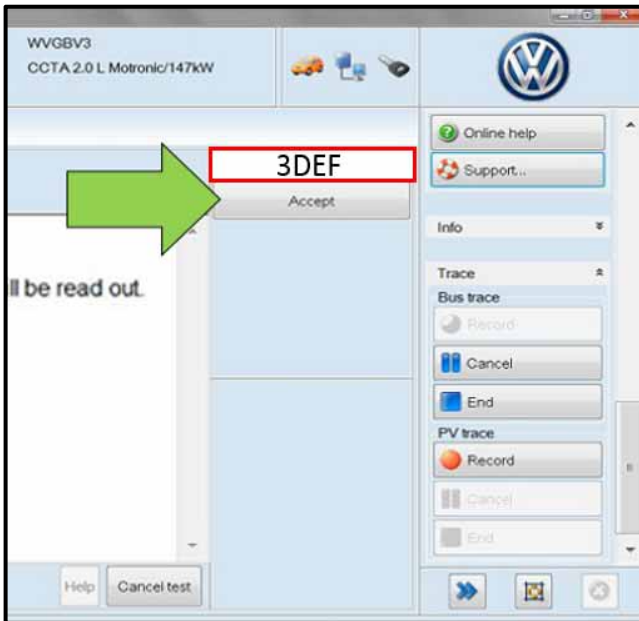 WVGBV3
CCTA 2.0 L Motronic/147kW
Online help
3DEF
Support...
Accept
Info
ll be read out.
Trace
Bus trace
Record
Cancel
End
PV trace
Record
Cancel
End
Help
Cancel test